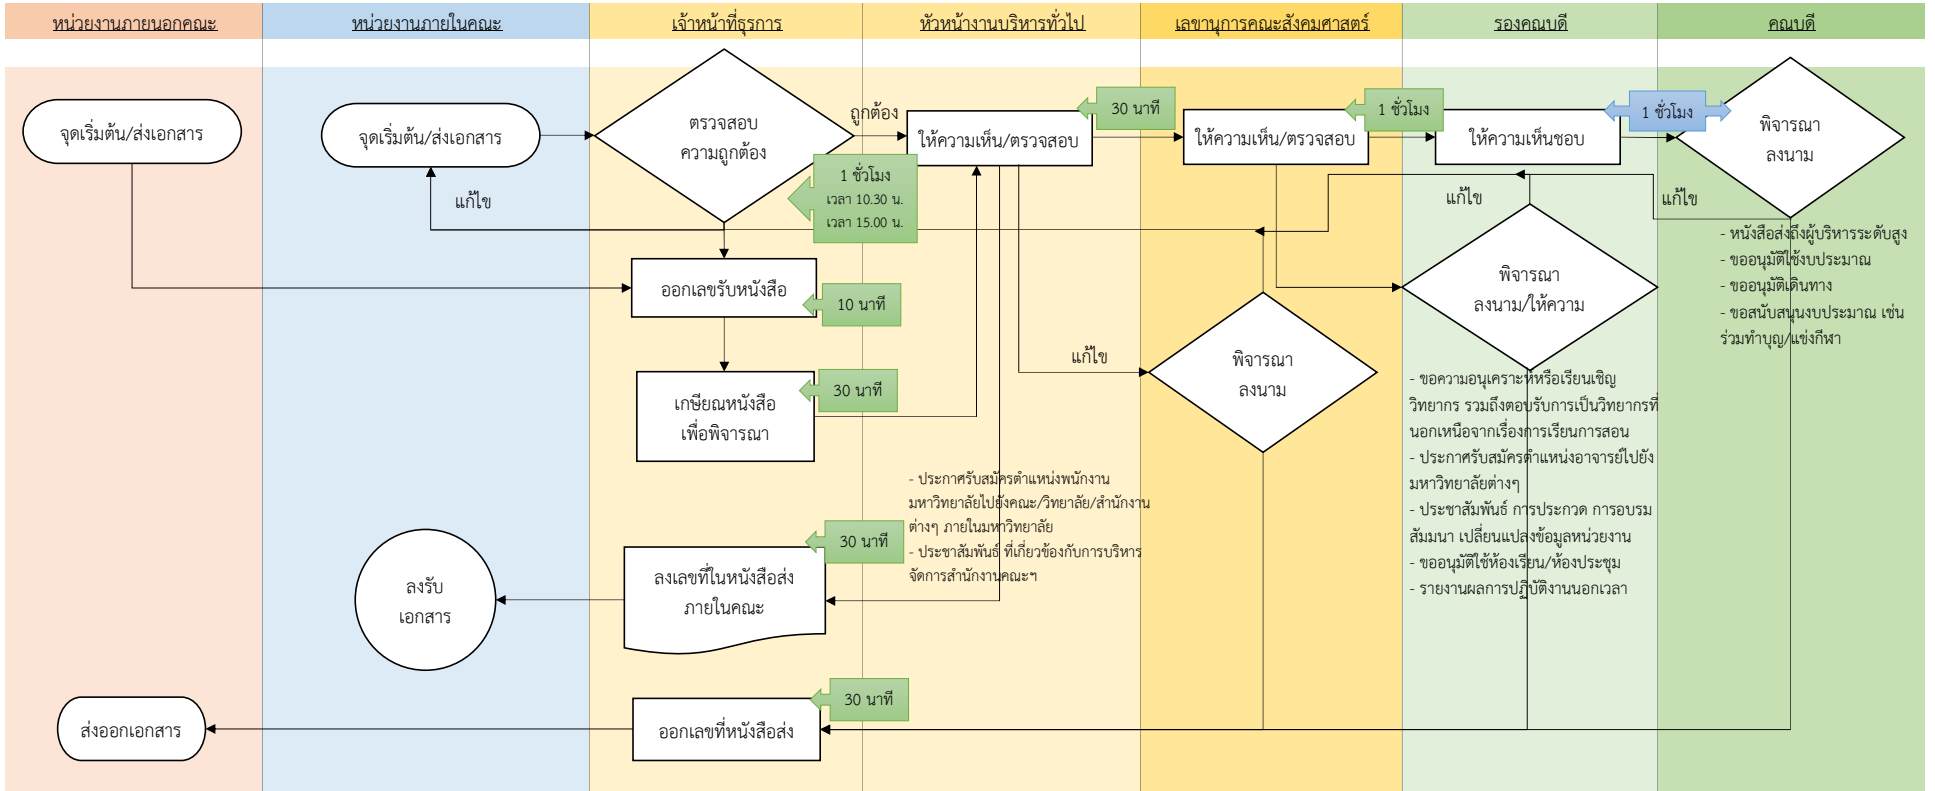 หน่วยงานภายนอกคณะ
หน่วยงานภายในคณะ
เจ้าหน้าที่ธุรการ
หัวหน้างานบริหารทั่วไป
เลขานุการคณะสังคมศาสตร์
รองคณบดี
คณบดี
จุดเริ่มต้น/ส่งเอกสาร
จุดเริ่มต้น/ส่งเอกสาร
ตรวจสอบ
ความถูกต้อง
ถูกต้อง
ให้ความเห็น/ตรวจสอบ
30 นาที
ให้ความเห็น/ตรวจสอบ
1 ชั่วโมง
ให้ความเห็นชอบ
1 ชั่วโมง
พิจารณา
ลงนาม
แก้ไข
1 ชั่วโมง
เวลา 10.30 น.
เวลา 15.00 น.
แก้ไข
แก้ไข
- หนังสือส่งถึงผู้บริหารระดับสูง
- ขออนุมัติใช้งบประมาณ
- ขออนุมัติเดินทาง
- ขอสนับสนุนงบประมาณ เช่น
ร่วมทำบุญ/แข่งกีฬา
ออกเลขรับหนังสือ
10 นาที
พิจารณา
ลงนาม/ให้ความ
แก้ไข
พิจารณา
ลงนาม
เกษียณหนังสือ
เพื่อพิจารณา
30 นาที
- ขอความอนุเคราะห์หรือเรียนเชิญ
วิทยากร รวมถึงตอบรับการเป็นวิทยากรที่
นอกเหนือจากเรื่องการเรียนการสอน
- ประกาศรับสมัครตำแหน่งอาจารย์ไปยัง
มหาวิทยาลัยต่างๆ
- ประชาสัมพันธ์ การประกวด การอบรม
สัมมนา เปลี่ยนแปลงข้อมูลหน่วยงาน
- ขออนุมัติใช้ห้องเรียน/ห้องประชุม
- รายงานผลการปฏิบัติงานนอกเวลา
- ประกาศรับสมัครตำแหน่งพนักงาน
มหาวิทยาลัยไปยังคณะ/วิทยาลัย/สำนักงาน
ต่างๆ ภายในมหาวิทยาลัย
- ประชาสัมพันธ์ ที่เกี่ยวข้องกับการบริหาร
จัดการสำนักงานคณะฯ
30 นาที
ลงเลขที่ในหนังสือส่ง
ภายในคณะ
ลงรับ
เอกสาร
30 นาที
ออกเลขที่หนังสือส่ง
ส่งออกเอกสาร